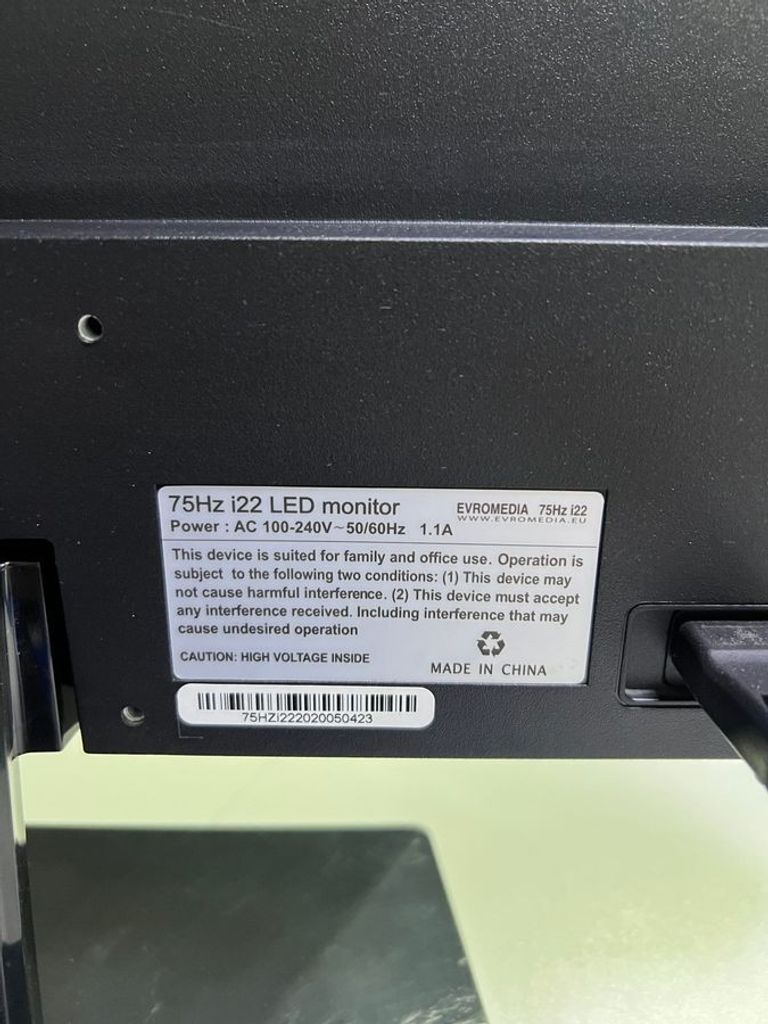 75Hz i22 LED monitor
EVROMEDIA 75Hz i22
WWW.EVROMEDIA.EU
Power : AC 100-240V~50/60Hz 1.1A
This device is suited for family and office use. Operation is
subject to the following two conditions: (1) This device may
not cause harmful interference. (2) This device must accept
any interference received. Including interference that may
cause undesired operation
CAUTION: HIGH VOLTAGE INSIDE
MADE IN CHINA
75HZi222020050423